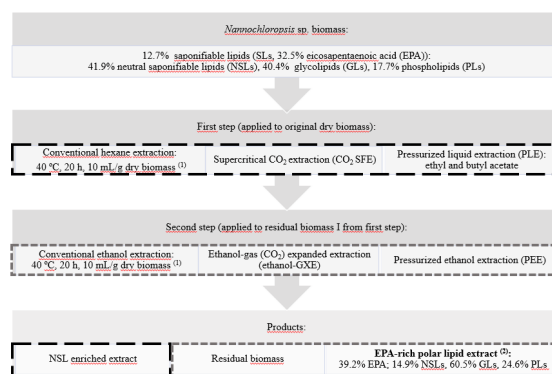 Nannochloropsis sp. biomass:
12.7% saponifiable lipids (SLs, 32.5% eicosapentaenoic acid (EPA)):
41.9% neutral saponifiable lipids (NSLs), 40.4% glycolipids (GLs), 17.7% phospholipids (PLs)
First step (applied to original dry biomass):
Conventional hexane extraction:
40 ºC, 20 h, 10 mL/g dry biomass (1)
Supercritical CO2 extraction (CO2 SFE)
Pressurized liquid extraction (PLE):
ethyl and butyl acetate
Second step (applied to residual biomass I from first step):
Conventional ethanol extraction:
40 ºC, 20 h, 10 mL/g dry biomass (1)
Ethanol-gas (CO2) expanded extraction
(ethanol-GXE)
Pressurized ethanol extraction (PEE)
Products:
NSL enriched extract
Residual biomass
EPA-rich polar lipid extract (2):
39.2% EPA; 14.9% NSLs, 60.5% GLs, 24.6% PLs